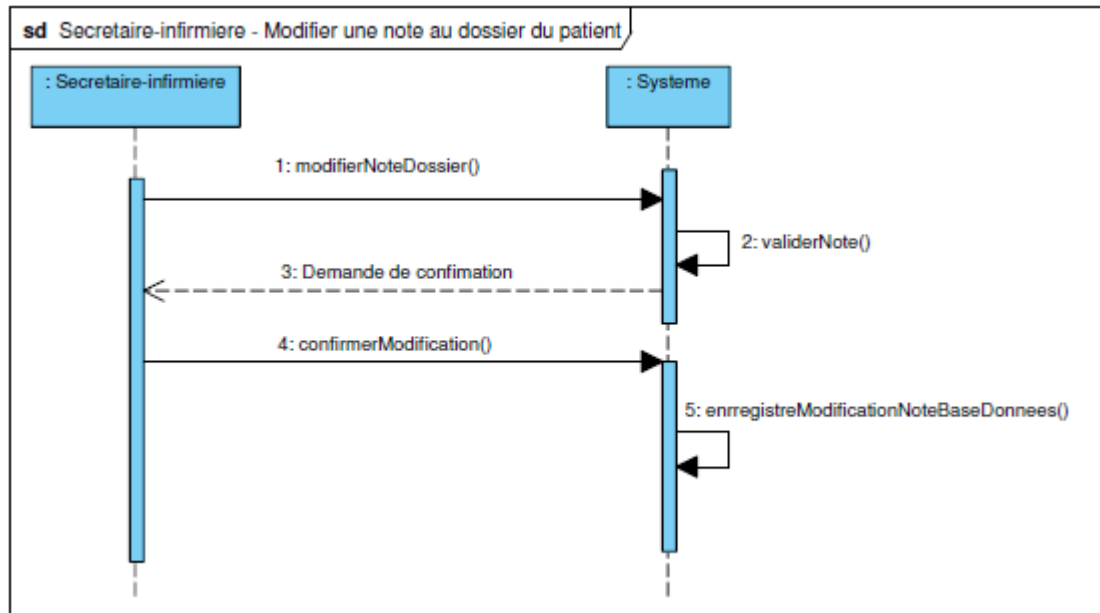 sd Secretaire-infirmiere - Modifier une note au dossier du patient
: Secretaire-infirmiere
: Systeme
1: modifierNoteDossier()
2: validerNote()
3: Demande de confimation
4: confirmerModification()
5: enrregistreModificationNoteBaseDonnees()